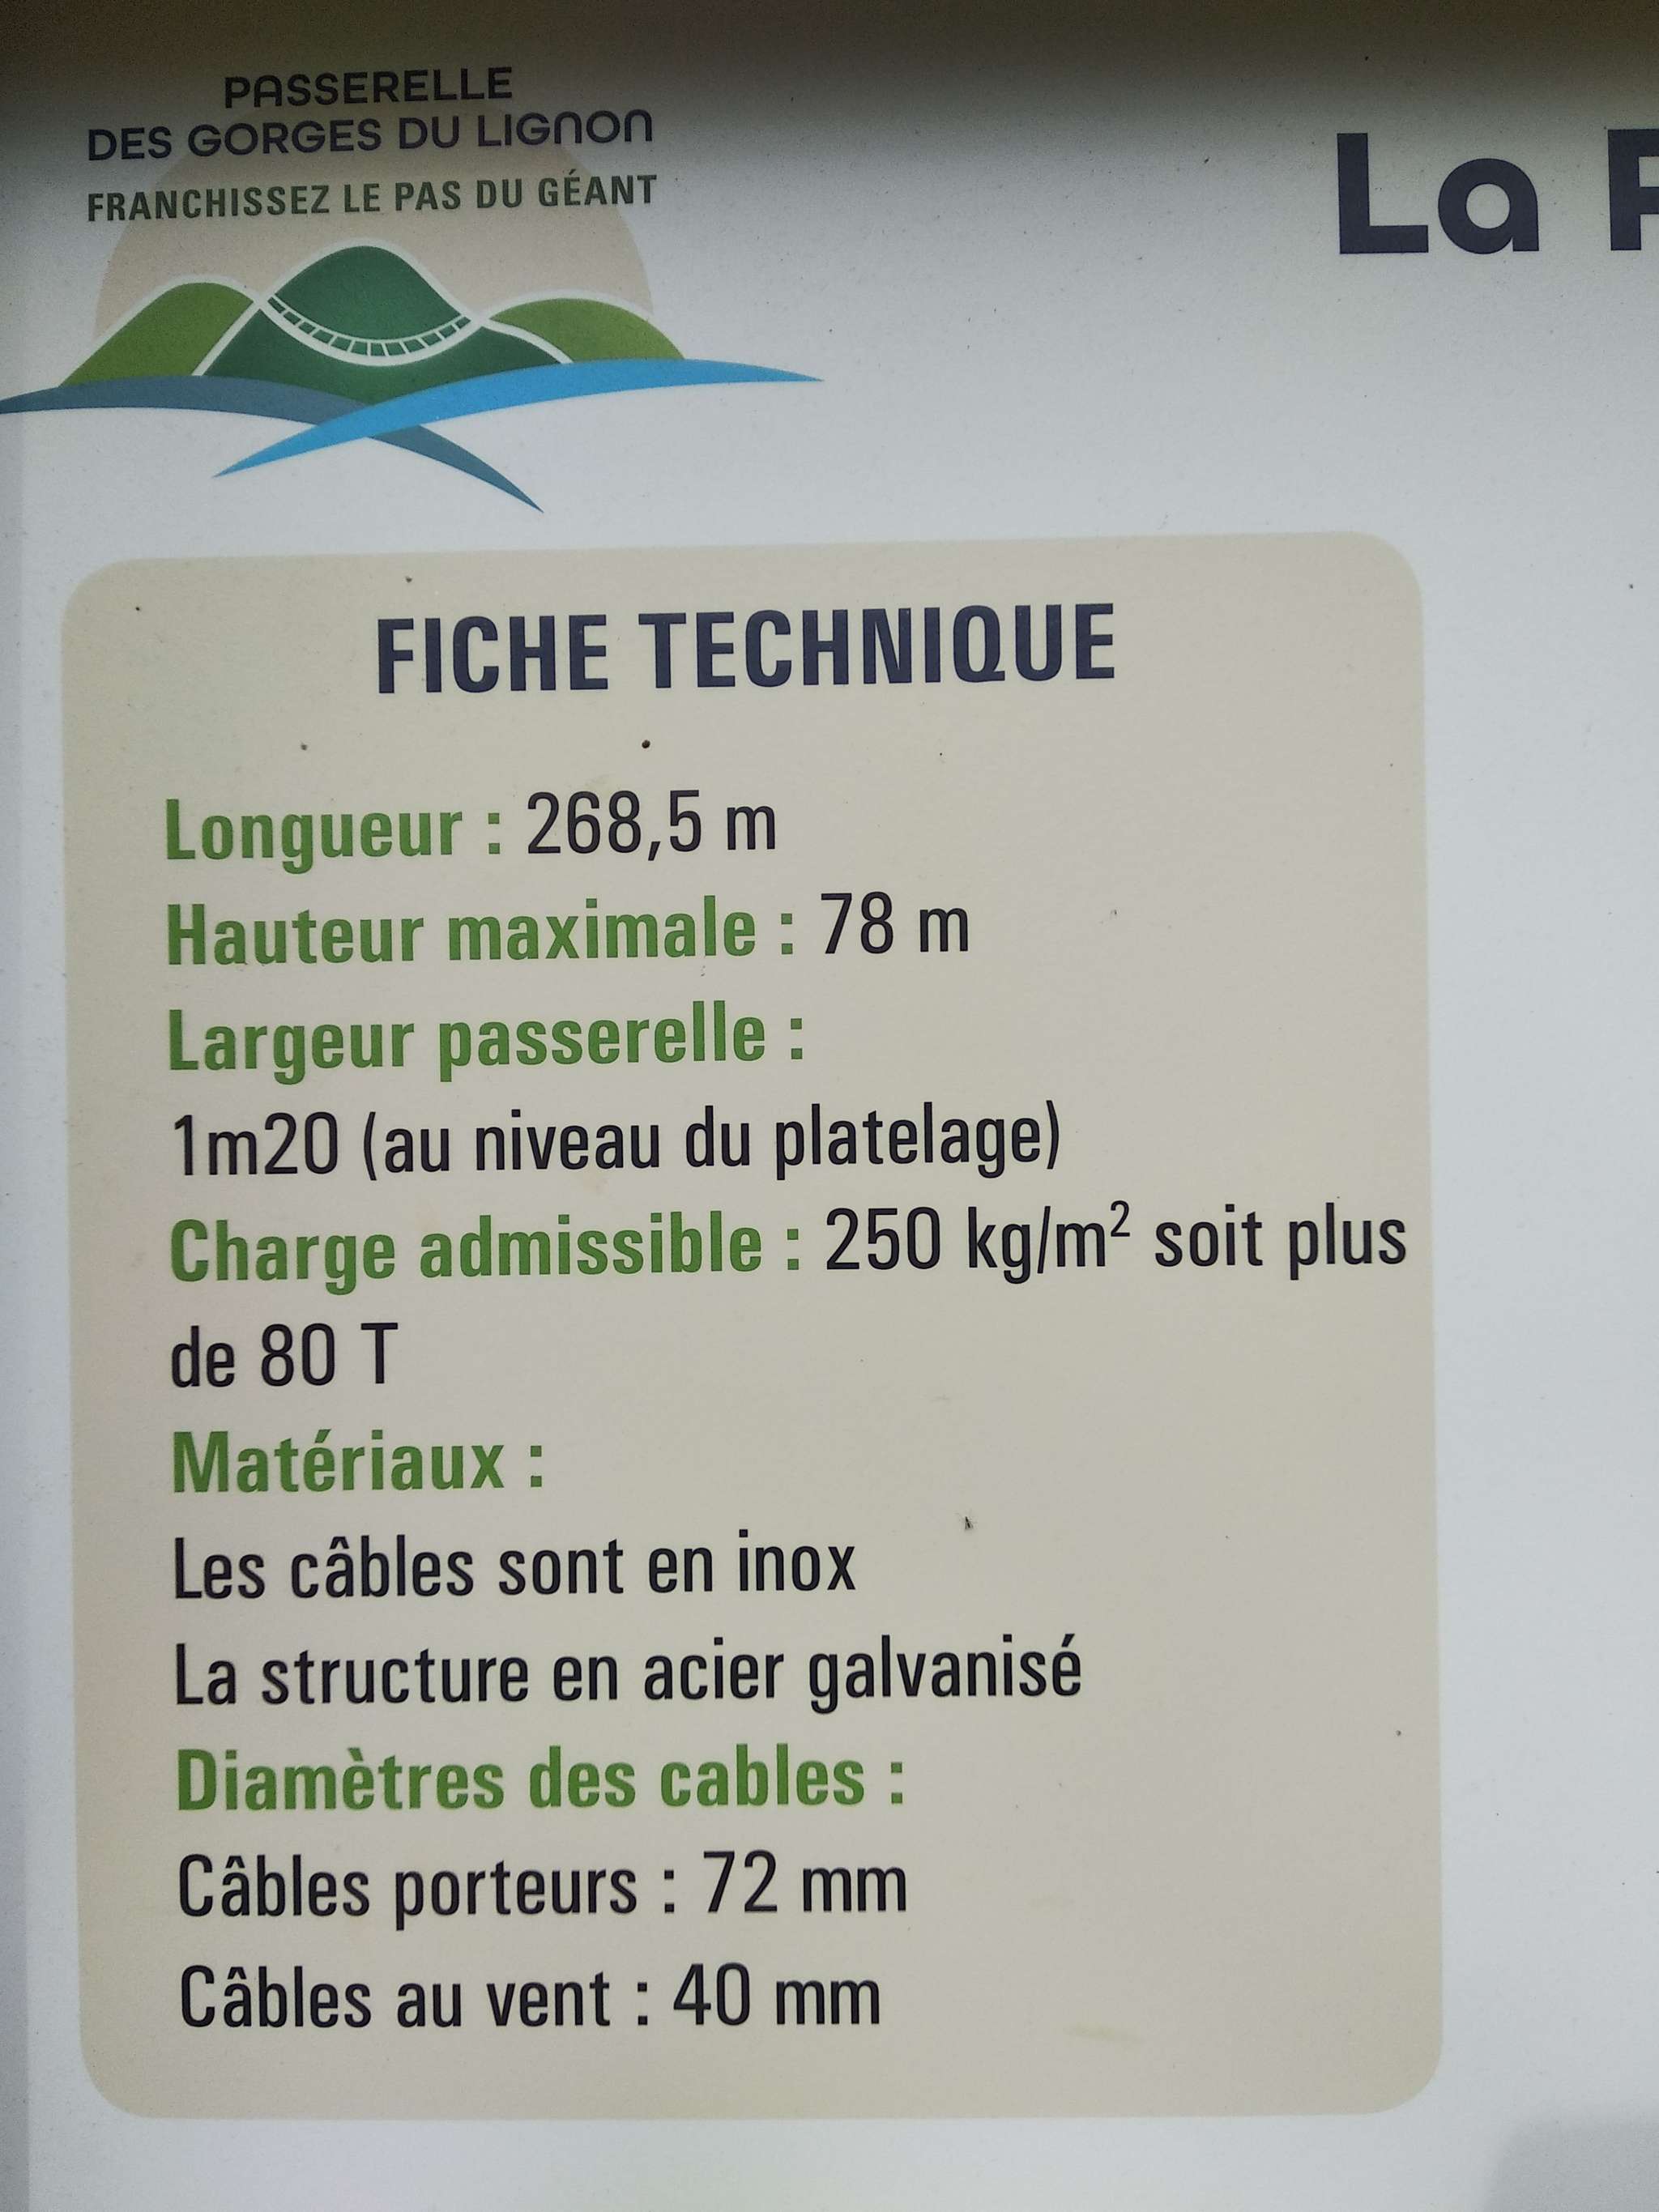 PASSERELLE
DES GORGES DU LIGNON
FRANCHISSEZ LE PAS DU GÉANT
La
FICHE TECHNIQUE
Longueur : 268,5 m
Hauteur maximale : 78 m
Largeur passerelle :
1m20 (au niveau du platelage)
Charge admissible : 250 kg/m² soit plus
de 80 T
Matériaux :
Les câbles sont en inox
La structure en acier galvanisé
Diamètres des cables :
Câbles porteurs : 72 mm
Câbles au vent : 40 mm